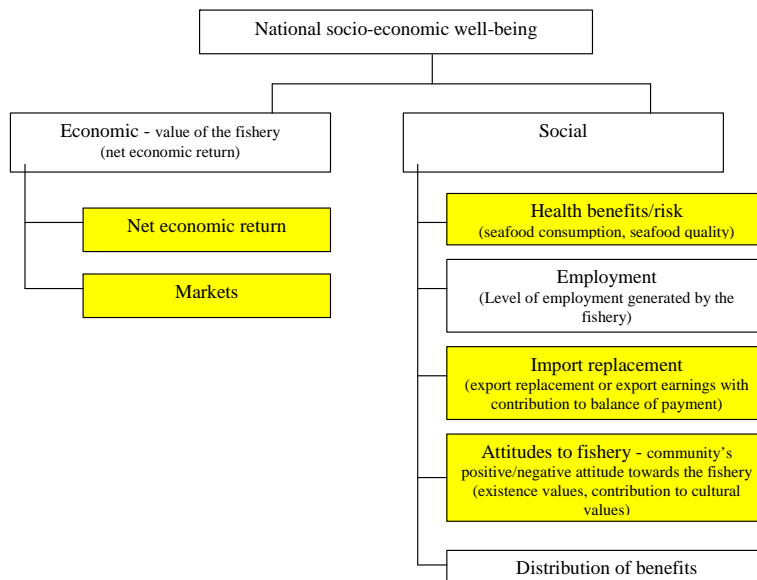 National socio-economic well-being
Economic - value of the fishery
(net economic return)
Net economic return
Markets
Social
Health benefits/risk
(seafood consumption, seafood quality)
Employment
(Level of employment generated by the
fishery)
Import replacement
(export replacement or export earnings with
contribution to balance of payment)
Attitudes to fishery - community's
positive/negative attitude towards the fishery
(existence values, contribution to cultural
values)
Distribution of benefits